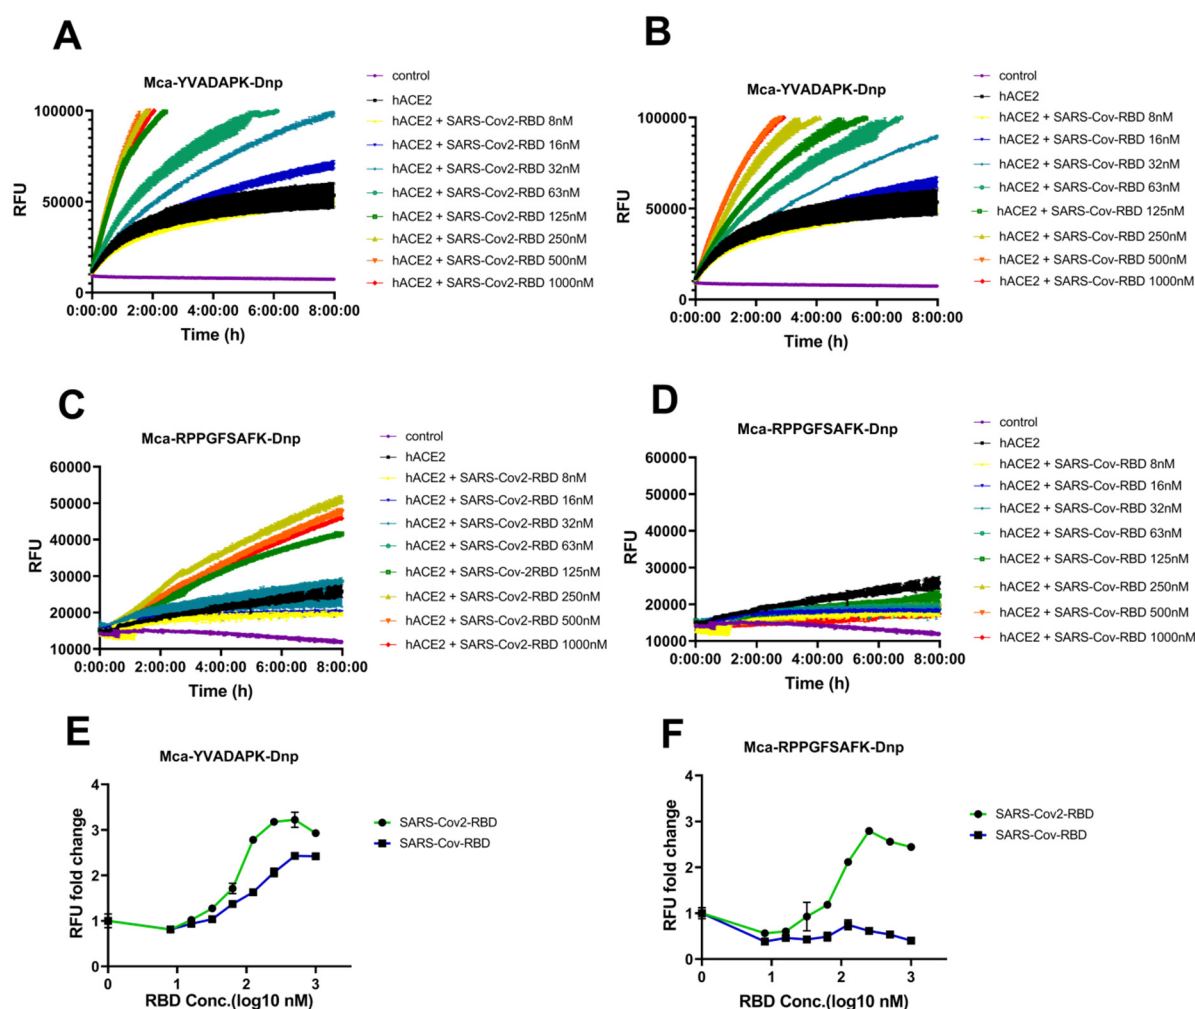 A
Mca-YVADAPK-Dnp
RFU
100000
50000
0
0:00:00 2:00:00 4:00:00 6:00:00 8:00:00
Time (h)
control
hACE2
hACE2 + SARS-Cov2-RBD 8nM
hACE2 + SARS-Cov2-RBD 16nM
hACE2 + SARS-Cov2-RBD 32nM
hACE2 + SARS-Cov2-RBD 63nM
hACE2 + SARS-Cov2-RBD 125nM
hACE2 + SARS-Cov2-RBD 250nM
hACE2 + SARS-Cov2-RBD 500nM
hACE2 + SARS-Cov2-RBD 1000nM
B
Mca-YVADAPK-Dnp
RFU
100000
50000
0
0:00:00 2:00:00 4:00:00 6:00:00 8:00:00
Time (h)
control
hACE2
hACE2 + SARS-Cov-RBD 8nM
hACE2 + SARS-Cov-RBD 16nM
hACE2 + SARS-Cov-RBD 32nM
hACE2 + SARS-Cov-RBD 63nM
hACE2 + SARS-Cov-RBD 125nM
hACE2 + SARS-Cov-RBD 250nM
hACE2 + SARS-Cov-RBD 500nM
hACE2 + SARS-Cov-RBD 1000nM
C
Mca-RPPGFSAFK-Dnp
RFU
60000
50000
40000
30000
20000
10000
0:00:00 2:00:00 4:00:00 6:00:00 8:00:00
Time (h)
control
hACE2
hACE2 + SARS-Cov2-RBD 8nM
hACE2 + SARS-Cov2-RBD 16nM
hACE2 + SARS-Cov2-RBD 32nM
hACE2 + SARS-Cov2-RBD 63nM
hACE2 + SARS-Cov-2RBD 125nM
hACE2 + SARS-Cov2-RBD 250nM
hACE2 + SARS-Cov2-RBD 500nM
hACE2 + SARS-Cov2-RBD 1000nM
D
Mca-RPPGFSAFK-Dnp
RFU
60000
50000
40000
30000
20000
10000
0:00:00 2:00:00 4:00:00 6:00:00 8:00:00
Time (h)
control
hACE2
hACE2 + SARS-Cov-RBD 8nM
hACE2 + SARS-Cov-RBD 16nM
hACE2 + SARS-Cov-RBD 32nM
hACE2 + SARS-Cov-RBD 63nM
hACE2 + SARS-Cov-RBD 125nM
hACE2 + SARS-Cov-RBD 250nM
hACE2 + SARS-Cov-RBD 500nM
hACE2 + SARS-Cov-RBD 1000nM
E
Mca-YVADAPK-Dnp
RFU fold change
4
3
2
1
0
0 1 2 3
RBD Conc.(log10 nM)
SARS-Cov2-RBD
SARS-Cov-RBD
F
Mca-RPPGFSAFK-Dnp
RFU fold change
4
3
2
1
0
0 1 2 3
RBD Conc.(log10 nM)
SARS-Cov2-RBD
SARS-Cov-RBD